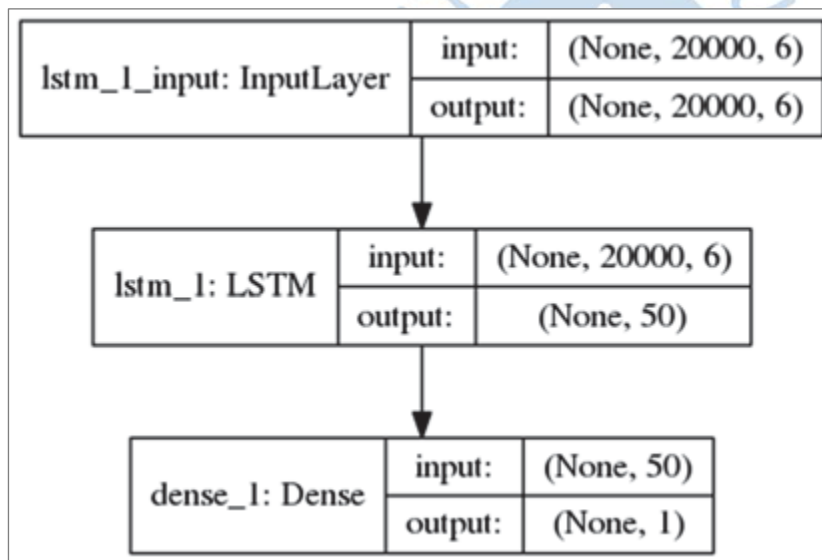 lstm_1_input: InputLayer
input: (None, 20000, 6)
output: (None, 20000, 6)
lstm_1: LSTM
input: (None, 20000, 6)
output: (None, 50)
dense_1: Dense
input: (None, 50)
output: (None, 1)